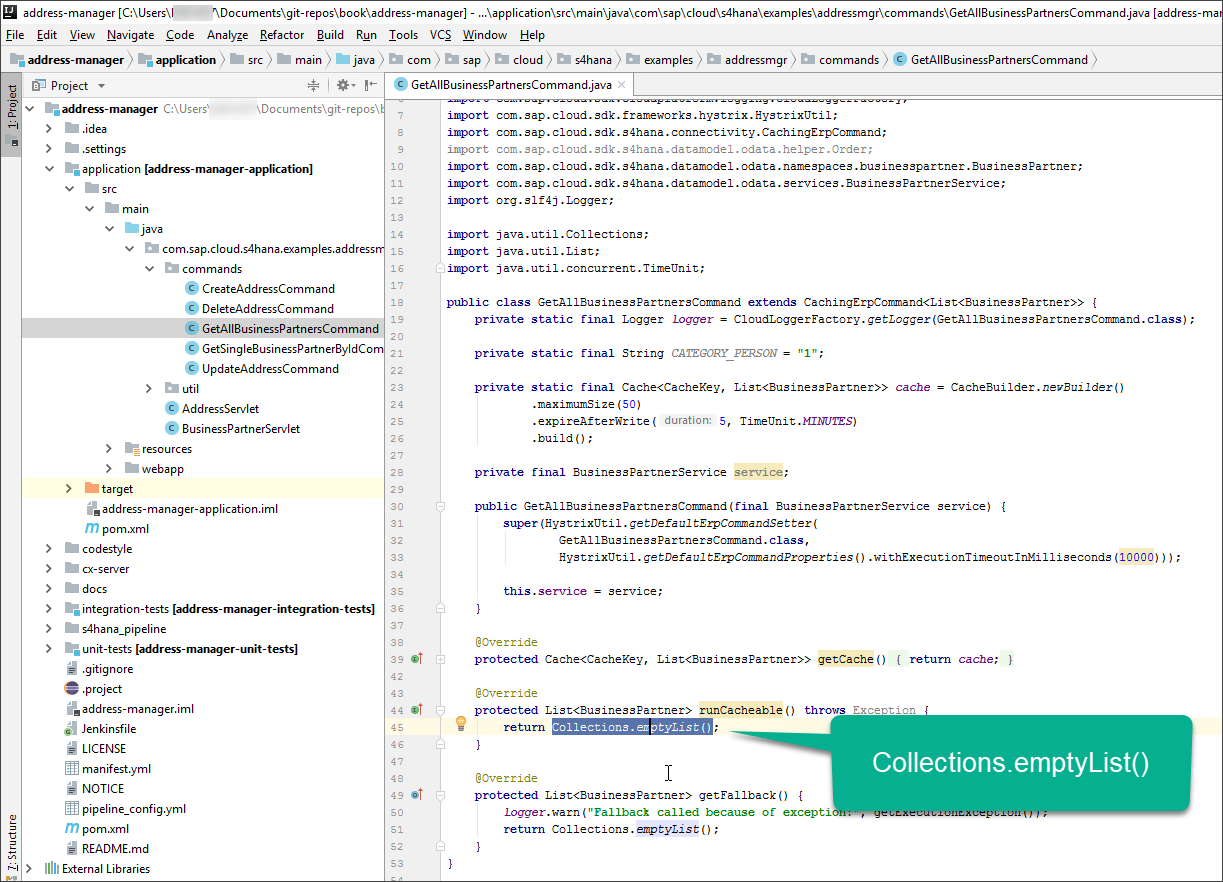 address-manager [C:\Users\ \Documents\git-repos\book\address-manager] - ...\application\src\main\java\com\sap\cloud\s4hana\examples\addressmgr\commands\GetAllBusinessPartnersCommand.java [address-ma
File Edit View Navigate Code Analyze Refactor Build Run Tools VCS Window Help
address-manager application src main java com sap cloud s4hana examples addressmgr commands GetAllBusinessPartnersCommand
1: Project
Project
GetAllBusinessPartnersCommand.java
address-manager C:\Users\ \Documents\git-repos\b
.idea
.settings
application [address-manager-application]
src
main
java
com.sap.cloud.s4hana.examples.addressm
commands
CreateAddressCommand
DeleteAddressCommand
GetAllBusinessPartnersCommand
GetSingleBusinessPartnerByIdCom
UpdateAddressCommand
util
AddressServlet
BusinessPartnerServlet
resources
webapp
target
address-manager-application.iml
pom.xml
codestyle
cx-server
docs
integration-tests [address-manager-integration-tests]
s4hana_pipeline
unit-tests [address-manager-unit-tests]
.gitignore
.project
address-manager.iml
Jenkinsfile
LICENSE
manifest.yml
NOTICE
pipeline_config.yml
pom.xml
README.md
External Libraries
7: Structure
6 import com.sap.cloud.sdk.cloudplatform.logging.CloudLoggerFactory;
7 import com.sap.cloud.sdk.frameworks.hystrix.HystrixUtil;
8 import com.sap.cloud.sdk.s4hana.connectivity.CachingErpCommand;
9 import com.sap.cloud.sdk.s4hana.datamodel.odata.helper.Order;
10 import com.sap.cloud.sdk.s4hana.datamodel.odata.namespaces.businesspartner.BusinessPartner;
11 import com.sap.cloud.sdk.s4hana.datamodel.odata.services.BusinessPartnerService;
12 import org.slf4j.Logger;
13
14 import java.util.Collections;
15 import java.util.List;
16 import java.util.concurrent.TimeUnit;
17
18 public class GetAllBusinessPartnersCommand extends CachingErpCommand<List<BusinessPartner>> {
19 private static final Logger logger = CloudLoggerFactory.getLogger(GetAllBusinessPartnersCommand.class);
20
21 private static final String CATEGORY_PERSON = "1";
22
23 private static final Cache<CacheKey, List<BusinessPartner>> cache = CacheBuilder.newBuilder()
24 .maximumSize(50)
25 .expireAfterWrite( duration: 5, TimeUnit.MINUTES)
26 .build();
27
28 private final BusinessPartnerService service;
29
30 public GetAllBusinessPartnersCommand(final BusinessPartnerService service) {
31 super(HystrixUtil.getDefaultErpCommandSetter(
32 GetAllBusinessPartnersCommand.class,
33 HystrixUtil.getDefaultErpCommandProperties().withExecutionTimeoutInMilliseconds(10000)));
34
35 this.service = service;
36 }
37
38 @Override
39 protected Cache<CacheKey, List<BusinessPartner>> getCache() { return cache; }
42
43 @Override
44 protected List<BusinessPartner> runCacheable() throws Exception {
45 return Collections.emptyList();
46 }
47
48 @Override
49 protected List<BusinessPartner> getFallback() {
50 logger.warn("Fallback called because of exception:", getExecutionException());
51 return Collections.emptyList();
52 }
53 }
54
Collections.emptyList()